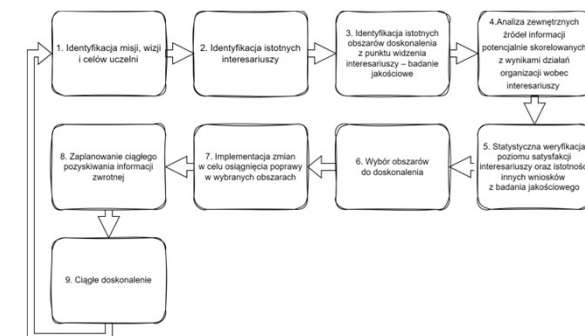 1. Identyfikacja misji, wizji
i celów uczelni
2. Identyfikacja istotnych
interesariuszy
3. Identyfikacja istotnych
obszarów doskonalenia
z punktu widzenia
interesariuszy – badanie
jakościowe
4.Analiza zewnętrznych
źródeł informacji
potencjalnie skorelowanych
z wynikami działań
organizacji wobec
interesariuszy
5. Statystyczna weryfikacja
poziomu satysfakcji
interesariuszy oraz istotność
innych wniosków
z badania jakościowego
6. Wybór obszarów
do doskonalenia
7. Implementacja zmian
w celu osiągnięcia poprawy
w wybranych obszarach
8. Zaplanowanie ciągłego
pozyskiwania informacji
zwrotnej
9. Ciągłe doskonalenie